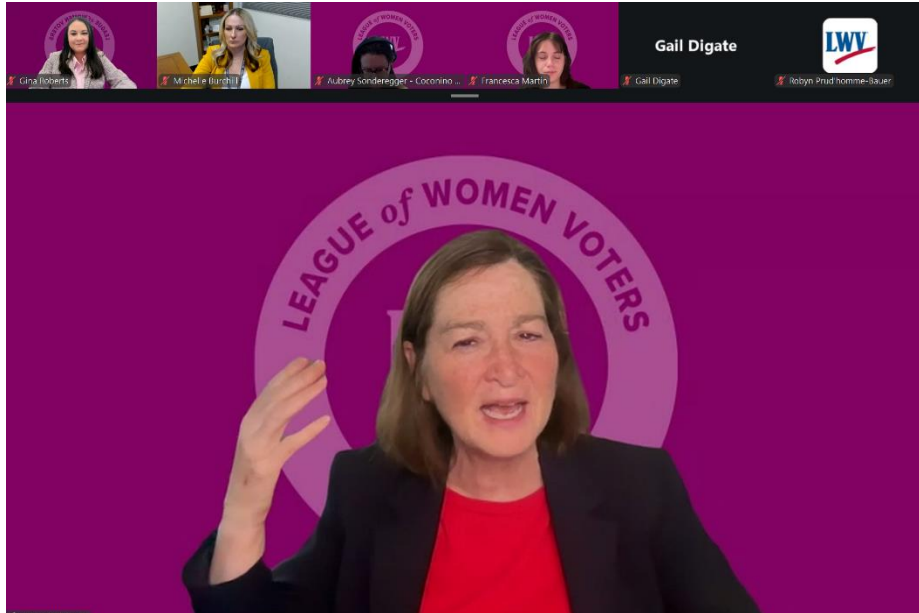 Gina Roberts
Michelle Burchill
Aubrey Sonderegger - Coconino ...
Francesca Martin
Gail Digate
Gail Digate
LWV
Robyn Prud'homme-Bauer
LEAGUE of WOMEN VOTERS